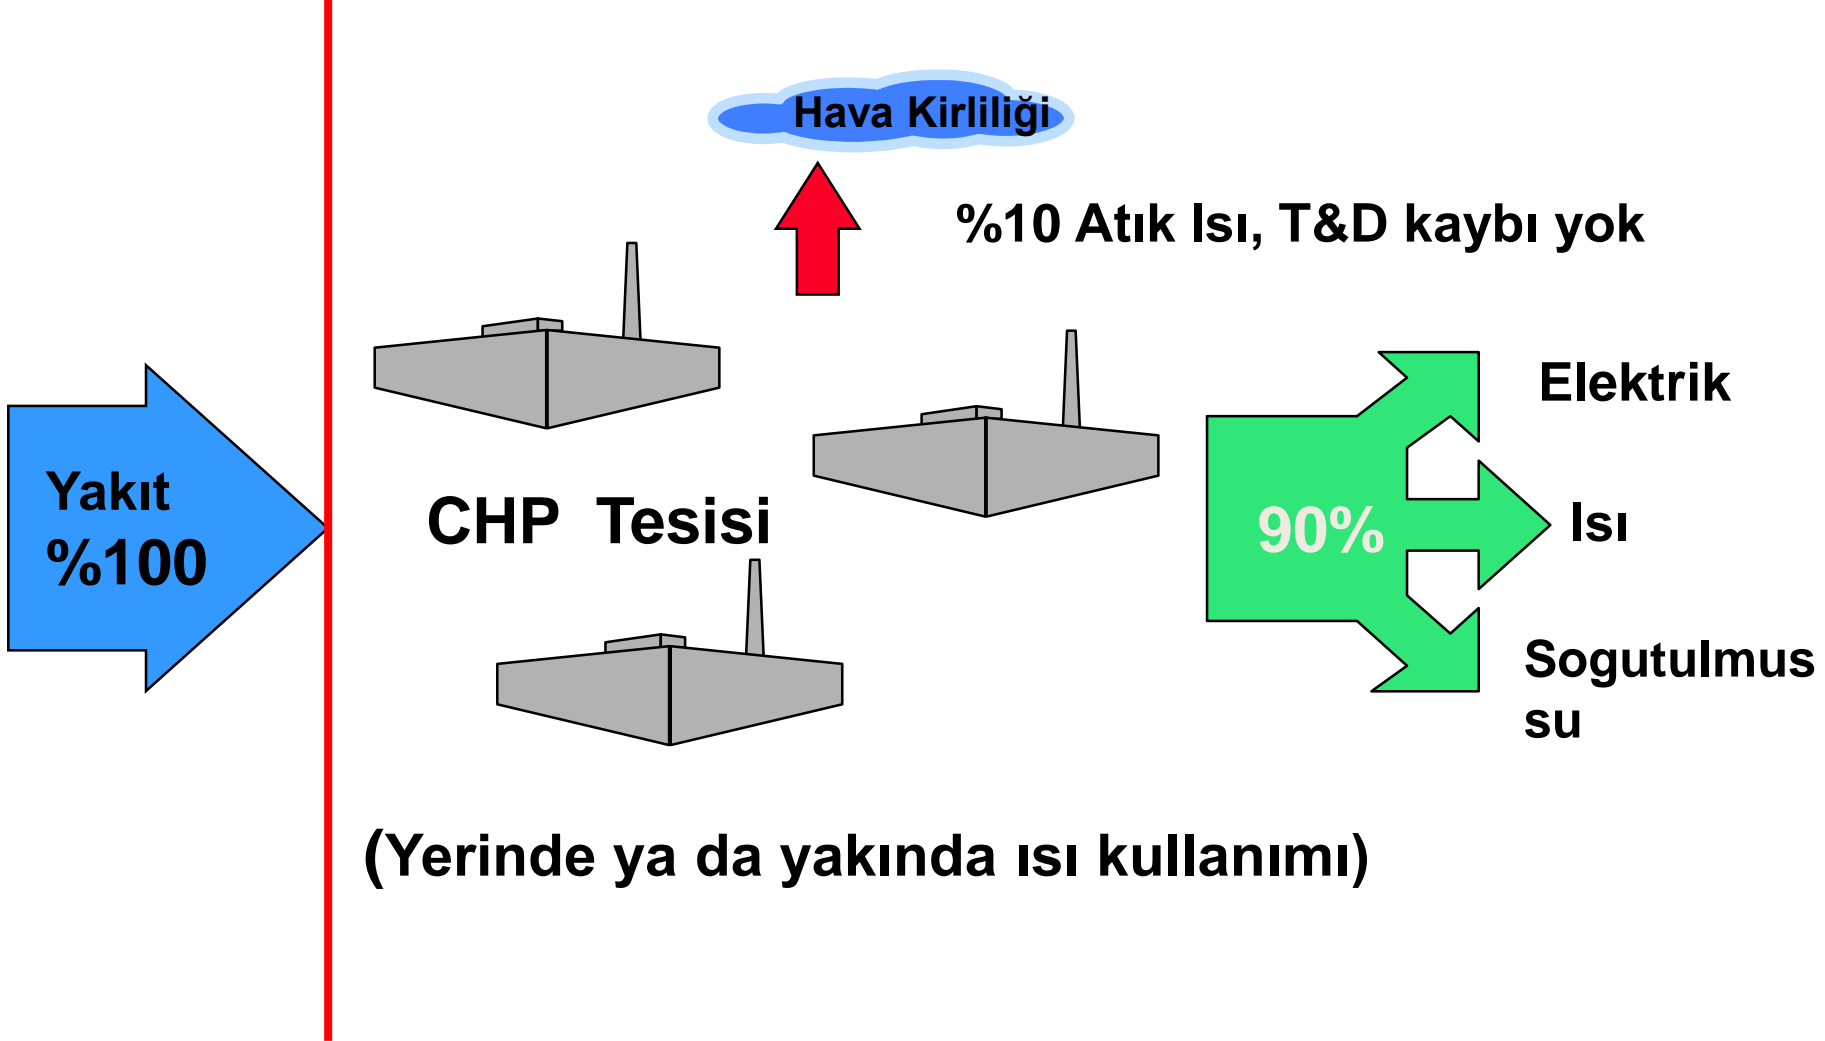 Hava Kirliliği
%10 Atık Isı, T&D kaybı yok
Yakıt
%100
CHP Tesisi
90%
Elektrik
Isı
Sogutulmus
su
(Yerinde ya da yakında ısı kullanımı)